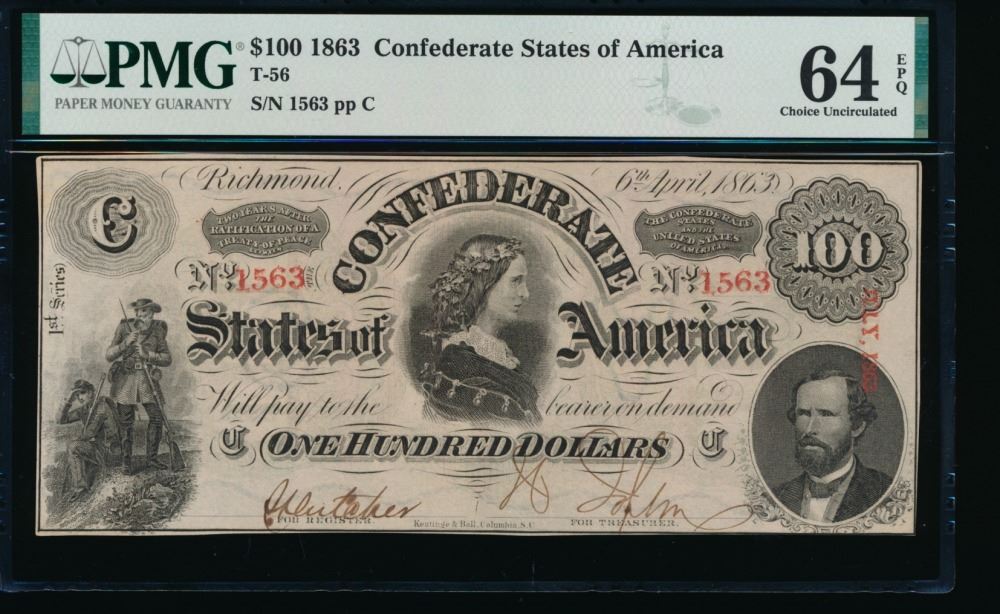 PMG
PAPER MONEY GUARANTY
$100 1863 Confederate States of America
T-56
S/N 1563 pp C
64
EPQ
Choice Uncirculated
Richmond,
6th April, 1863
C
TWO YEARS AFTER
THE
RATIFICATION OF A
TREATY OF PEACE
BETWEEN
CONFEDERATE
THE CONFEDERATE
STATES
AND THE
UNITED STATES
OF AMERICA
100
No. 1563
No. 1563
1st Series
States of America
JULY, 1863
Will pay to the bearer on demand
C ONE HUNDRED DOLLARS C
FOR REGISTER.
Keatinge & Ball, Columbia, S.C.
FOR TREASURER.